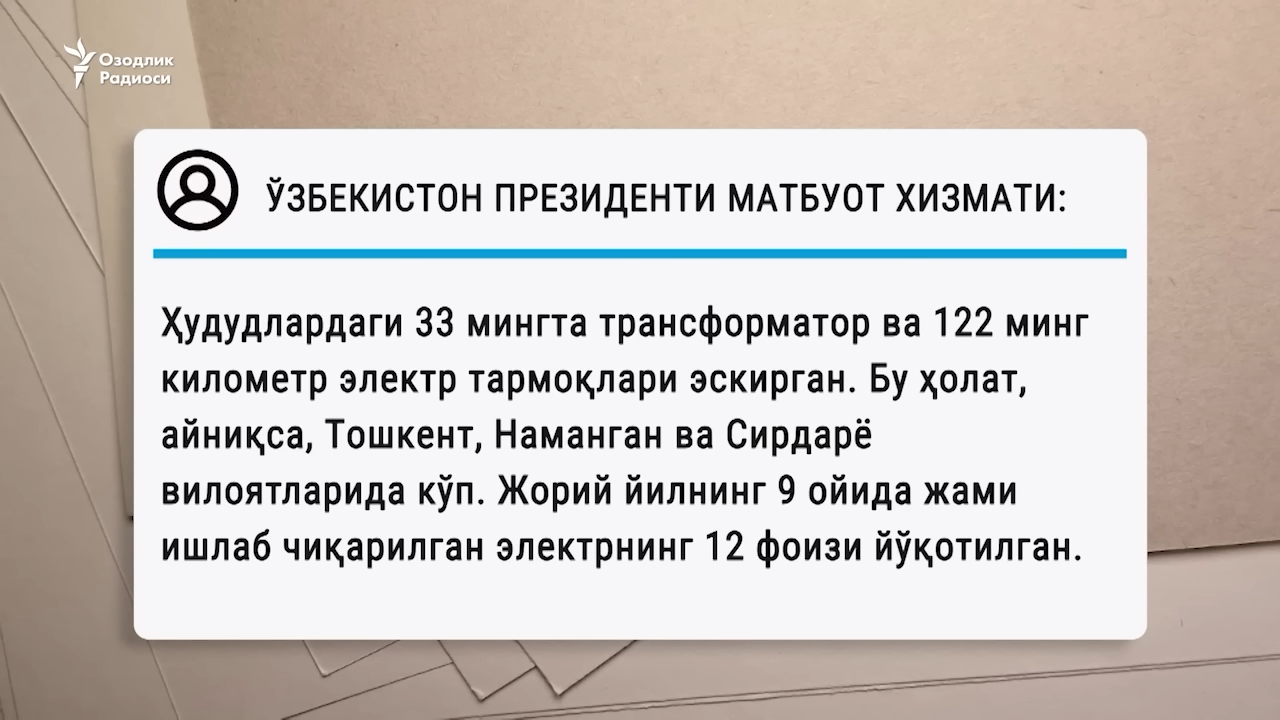 Озодлик
Радиоси
ЎЗБЕКИСТОН ПРЕЗИДЕНТИ МАТБУОТ ХИЗМАТИ:
Ҳудудлардаги 33 мингта трансформатор ва 122 минг
километр электр тармоқлари эскирган. Бу ҳолат,
айниқса, Тошкент, Наманган ва Сирдарё
вилоятларида кўп. Жорий йилнинг 9 ойида жами
ишлаб чиқарилган электрнинг 12 фоизи йўқотилган.